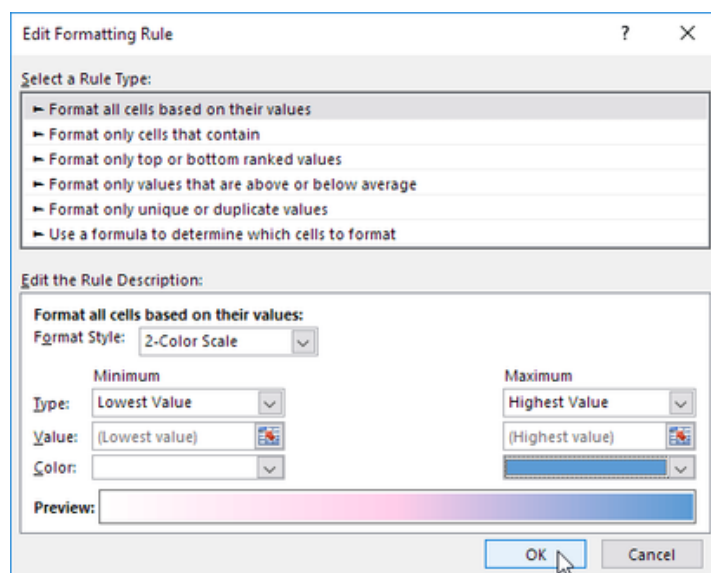 Edit Formatting Rule ?
Select a Rule Type:
► Format all cells based on their values
► Format only cells that contain
► Format only top or bottom ranked values
► Format only values that are above or below average
► Format only unique or duplicate values
► Use a formula to determine which cells to format
Edit the Rule Description:
Format all cells based on their values:
Format Style: 2-Color Scale
Minimum Maximum
Type: Lowest Value Highest Value
Value: (Lowest value) (Highest value)
Color:
Preview:
OK Cancel